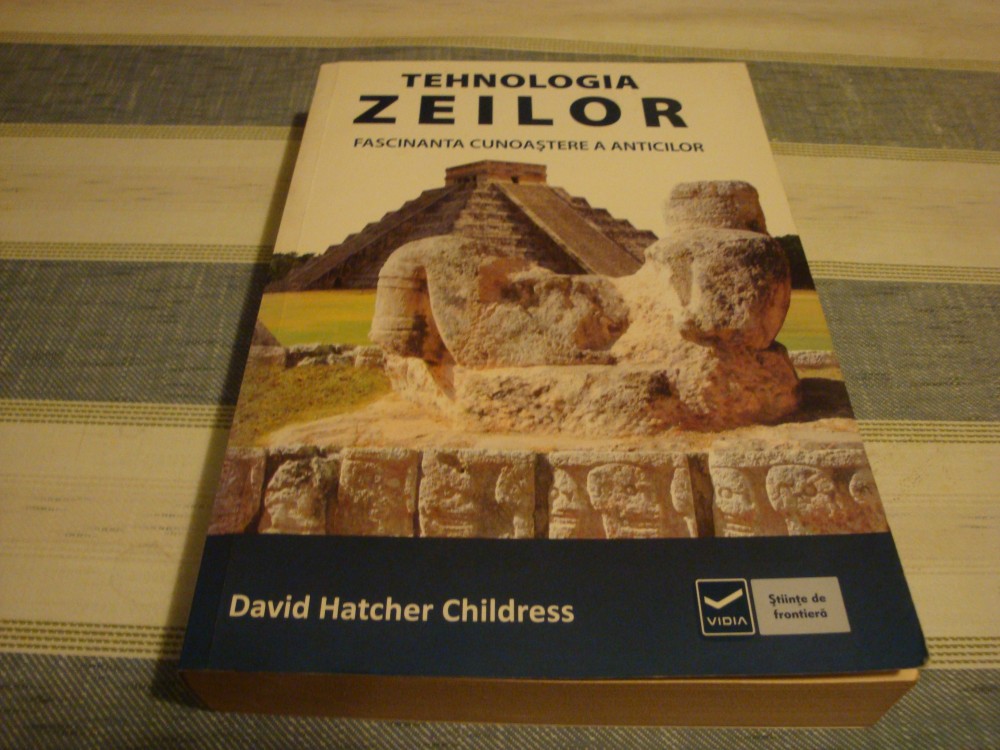 TEHNOLOGIA
ZEILOR
FASCINANTA CUNOAŞTERE A ANTICILOR
David Hatcher Childress
VIDIA
Ştiinţe de
frontieră